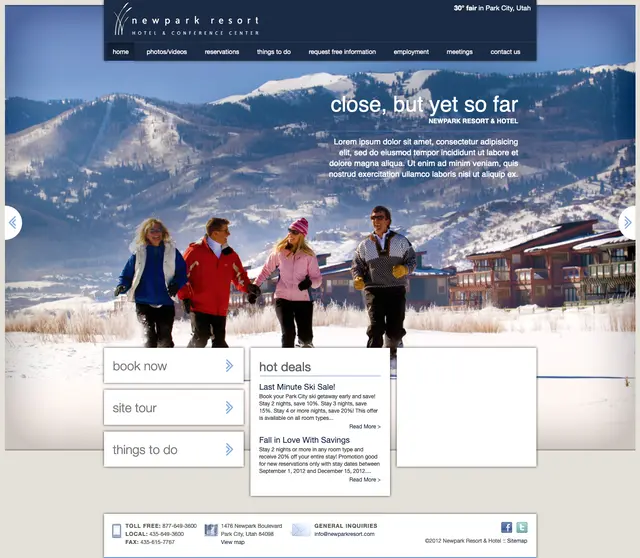 newpark resort
HOTEL & CONFERENCE CENTER
30° fair in Park City, Utah
home photos/videos reservations things to do request free information employment meetings contact us
close, but yet so far
NEWPARK RESORT & HOTEL
Lorem ipsum dolor sit amet, consectetur adipisicing
elit, sed do eiusmod tempor incididunt ut labore et
dolore magna aliqua. Ut enim ad minim veniam, quis
nostrud exercitation ullamco laboris nisi ut aliquip ex.
book now
site tour
things to do
hot deals
Last Minute Ski Sale!
Book your Park City ski getaway early and save!
Stay 2 nights, save 10%. Stay 3 nights, save
15%. Stay 4 or more nights, save 20%! This offer
is available on all room types...
Read More >
Fall in Love With Savings
Stay 2 nights or more in any room type and
receive 20% off your entire stay! Promotion good
for new reservations only with stay dates between
September 1, 2012 and December 15, 2012....
Read More >
TOLL FREE: 877-649-3600
LOCAL: 435-649-3600
FAX: 435-615-7767
1476 Newpark Boulevard
Park City, Utah 84098
View map
GENERAL INQUIRIES
info@newparkresort.com
©2012 Newpark Resort & Hotel :: Sitemap